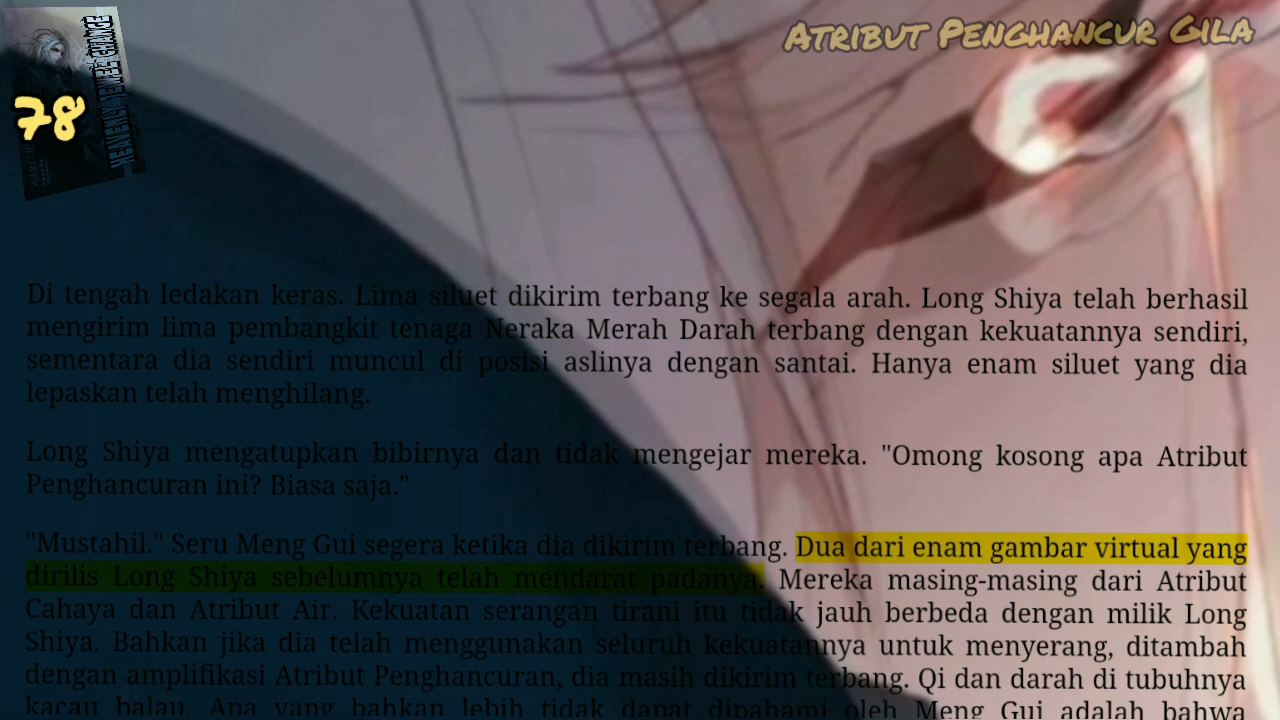 Atribut Penghancur Gila
HEAVENLY JEWEL CHANGE
78
Di tengah ledakan keras. Lima siluet dikirim terbang ke segala arah. Long Shiya telah berhasil
mengirim lima pembangkit tenaga Neraka Merah Darah terbang dengan kekuatannya sendiri,
sementara dia sendiri muncul di posisi aslinya dengan santai. Hanya enam siluet yang dia
lepaskan telah menghilang.
Long Shiya mengatupkan bibirnya dan tidak mengejar mereka. "Omong kosong apa Atribut
Penghancuran ini? Biasa saja."
"Mustahil." Seru Meng Gui segera ketika dia dikirim terbang. Dua dari enam gambar virtual yang
dirilis Long Shiya sebelumnya telah mendarat padanya. Mereka masing-masing dari Atribut
Cahaya dan Atribut Air. Kekuatan serangan tirani itu tidak jauh berbeda dengan milik Long
Shiya. Bahkan jika dia telah menggunakan seluruh kekuatannya untuk menyerang, ditambah
dengan amplifikasi Atribut Penghancuran, dia masih dikirim terbang. Qi dan darah di tubuhnya
kacau balau. Apa yang bahkan lebih tidak dapat dipahami oleh Meng Gui adalah bahwa